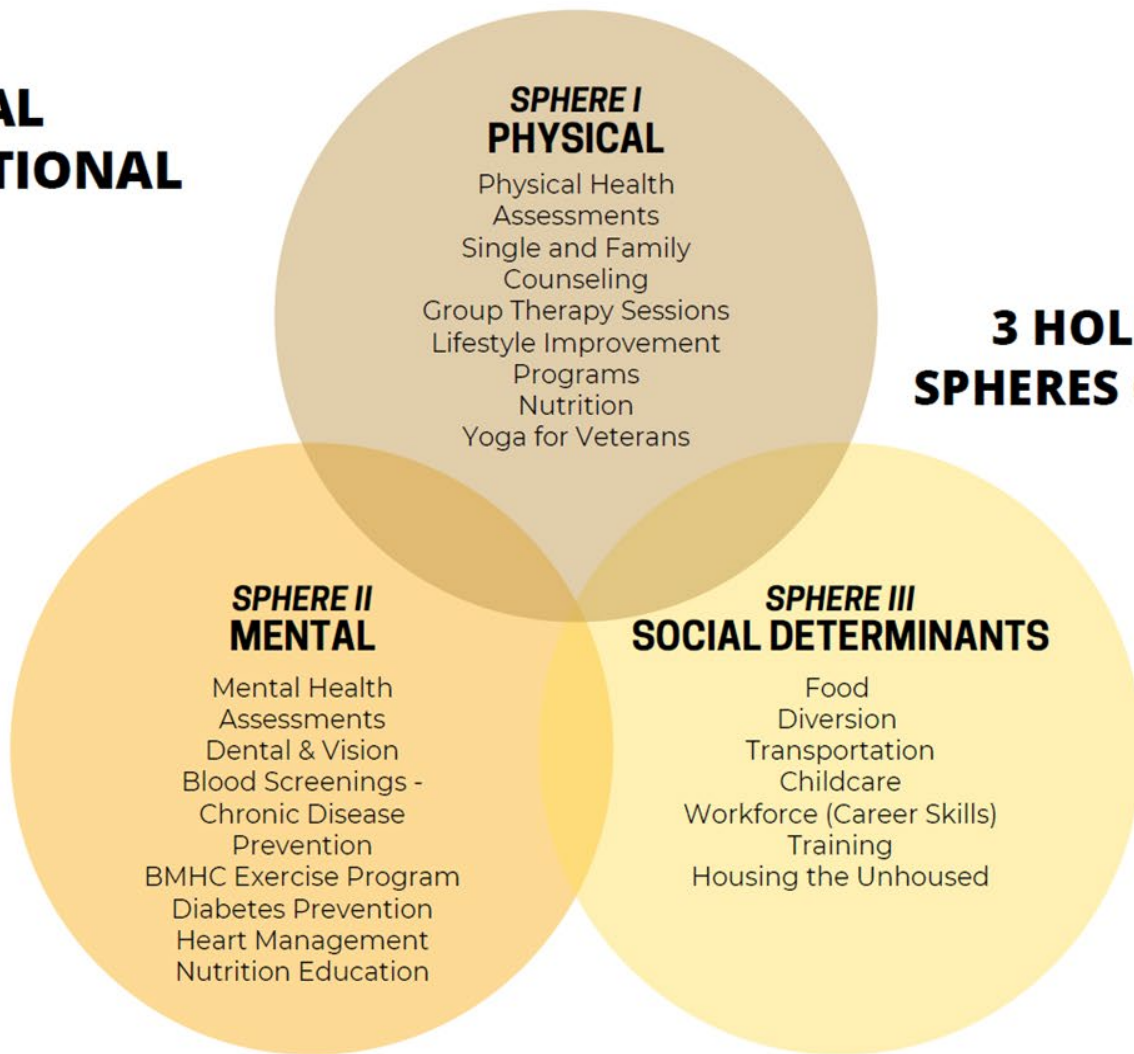 AL
TIONAL
SPHERE I
PHYSICAL
Physical Health
Assessments
Single and Family
Counseling
Group Therapy Sessions
Lifestyle Improvement
Programs
Nutrition
Yoga for Veterans
3 HOL
SPHERES
SPHERE II
MENTAL
Mental Health
Assessments
Dental & Vision
Blood Screenings -
Chronic Disease
Prevention
BMHC Exercise Program
Diabetes Prevention
Heart Management
Nutrition Education
SPHERE III
SOCIAL DETERMINANTS
Food
Diversion
Transportation
Childcare
Workforce (Career Skills)
Training
Housing the Unhoused